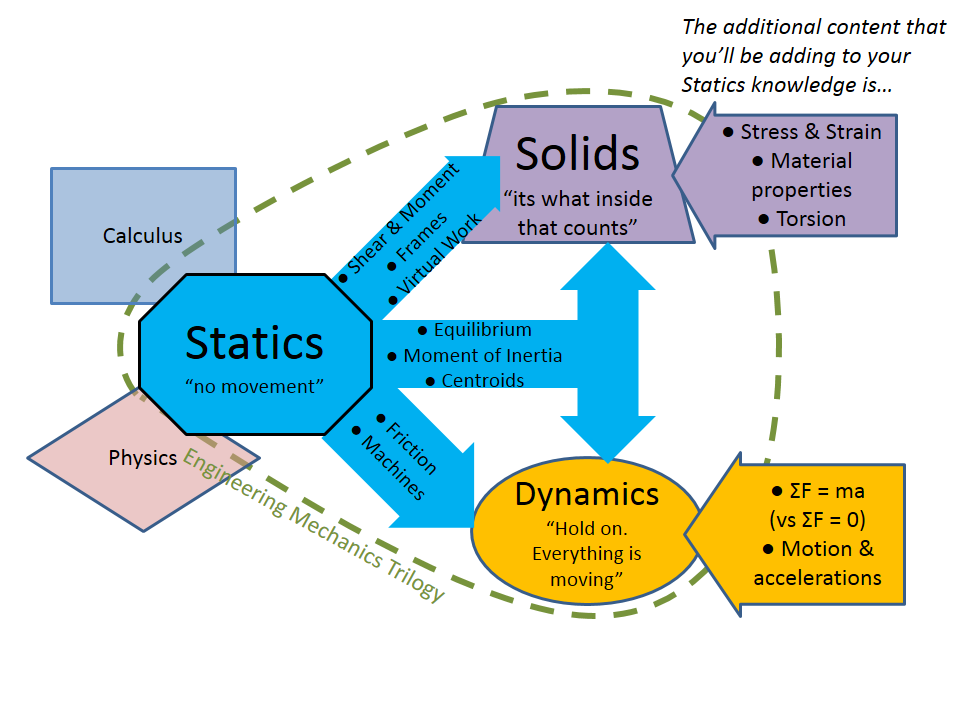 The additional content that
you’ll be adding to your
Statics knowledge is…
Solids
“its what inside
that counts”
● Stress & Strain
● Material
properties
● Torsion
Calculus
● Shear & Moment
● Frames
● Virtual Work
Statics
“no movement”
● Equilibrium
● Moment of Inertia
● Centroids
Physics
● Friction
● Machines
Engineering Mechanics Trilogy
Dynamics
“Hold on.
Everything is
moving”
● ΣF = ma
(vs ΣF = 0)
● Motion &
accelerations